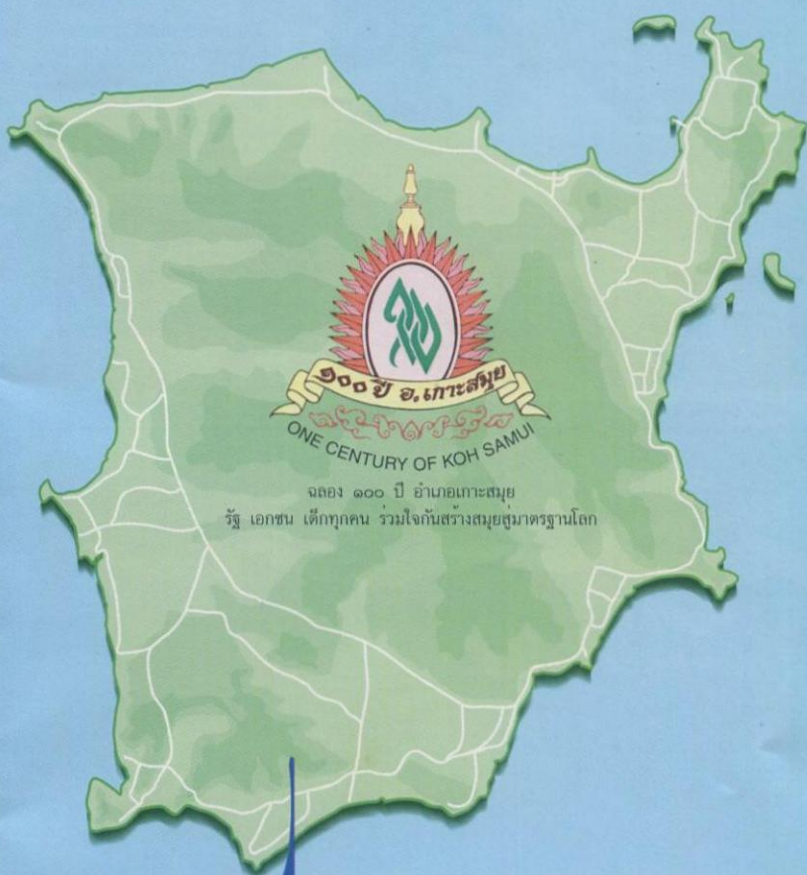 ๑๐๐ ปี อ.เกาะสมุย
ONE CENTURY OF KOH SAMUI
ฉลอง ๑๐๐ ปี อำเภอเกาะสมุย
รัฐ เอกชน เด็กทุกคน ร่วมใจกันสร้างสมุยสู่มาตรฐานโลก